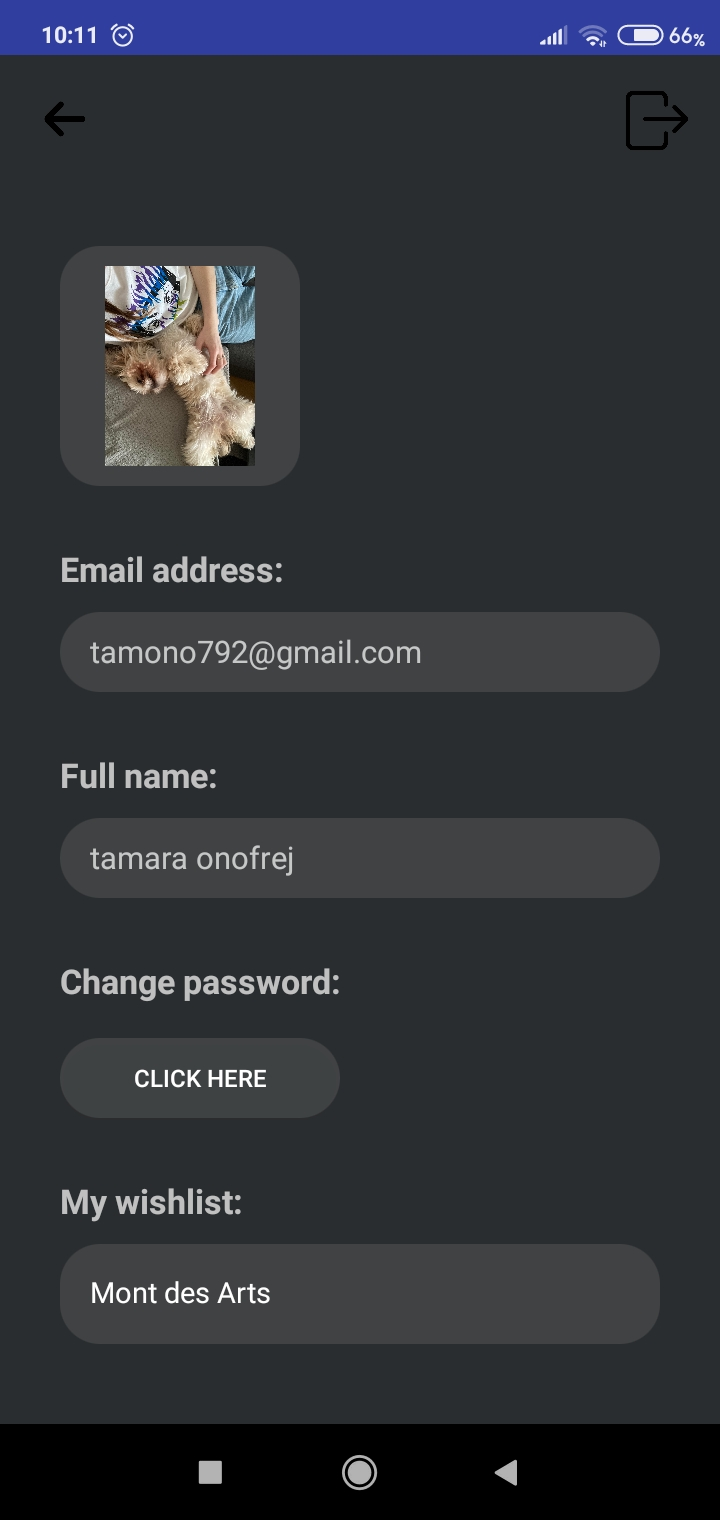 10:11
66%
Email address:
tamono792@gmail.com
Full name:
tamara onofrej
Change password:
CLICK HERE
My wishlist:
Mont des Arts